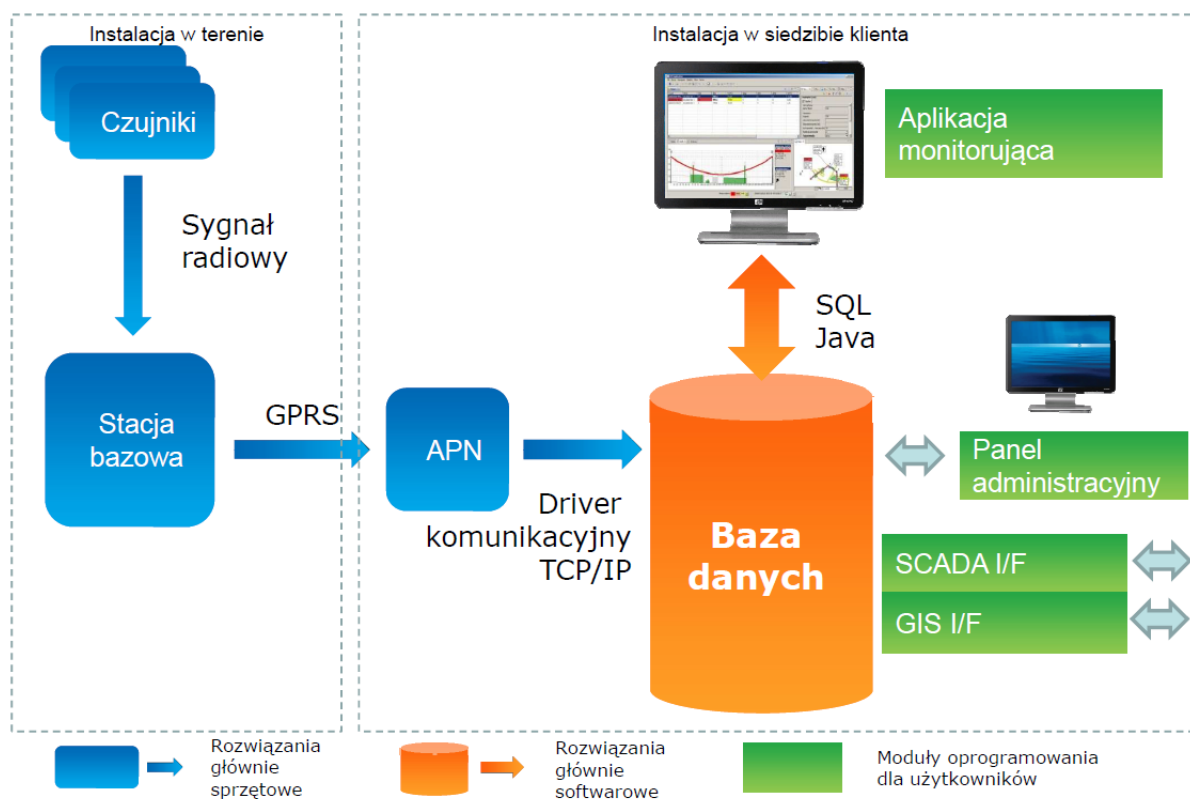 Instalacja w terenie
Czujniki
Sygnał
radiowy
Stacja
bazowa
GPRS
Instalacja w siedzibie klienta
Aplikacja
monitorująca
SQL
Java
APN
Driver
komunikacyjny
TCP/IP
Baza
danych
Panel
administracyjny
SCADA I/F
GIS I/F
Rozwiązania
głównie
sprzętowe
Rozwiązania
głównie
softwarowe
Moduły oprogramowania
dla użytkowników